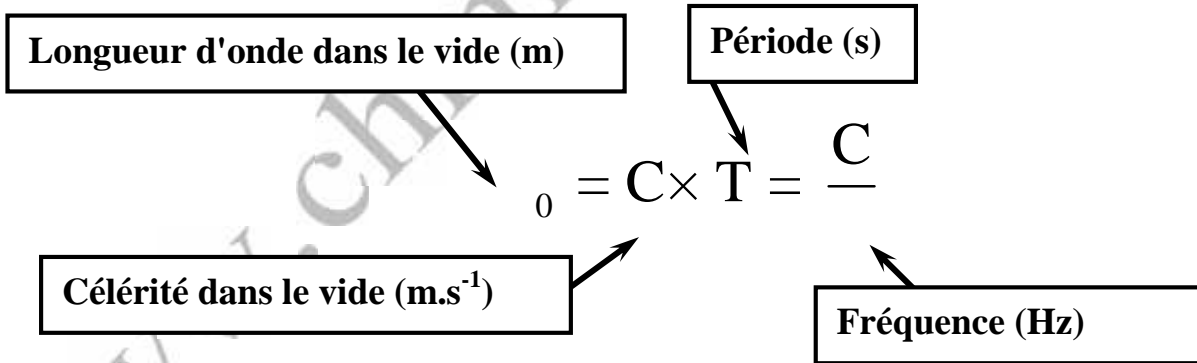 Longueur d'onde dans le vide (m)
Période (s)
₀ = C× T = C
Célérité dans le vide (m.s⁻¹)
Fréquence (Hz)